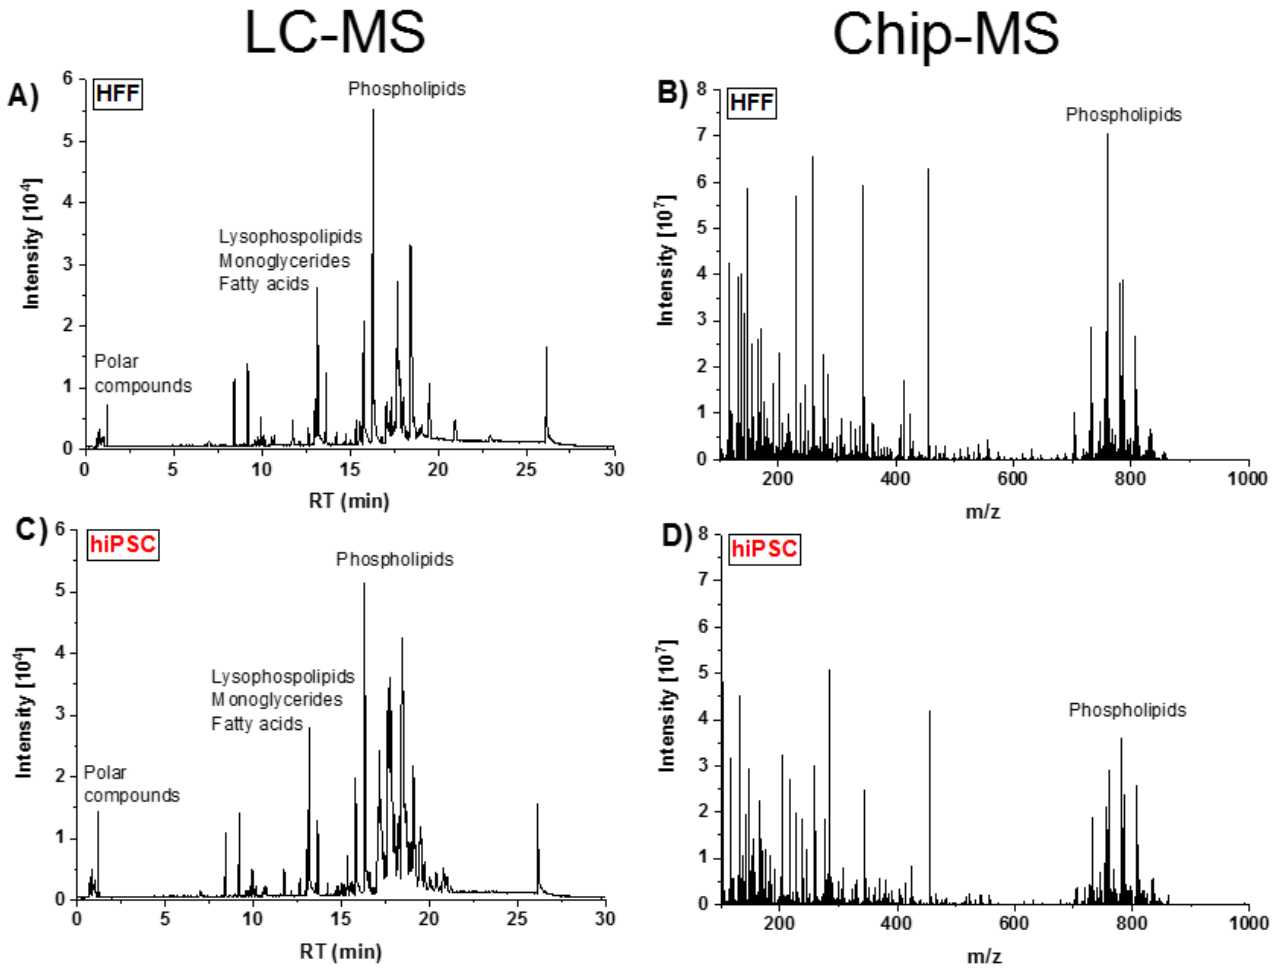 LC-MS
Chip-MS
A)
HFF
Phospholipids
Lysophospolipids
Monoglycerides
Fatty acids
Polar
compounds
Intensity [10⁴]
6
5
4
3
2
1
0
0 5 10 15 20 25 30
RT (min)
B)
HFF
Phospholipids
Intensity [10⁷]
8
7
6
5
4
3
2
1
0
200 400 600 800 1000
m/z
C)
hiPSC
Phospholipids
Lysophospolipids
Monoglycerides
Fatty acids
Polar
compounds
Intensity [10⁴]
6
5
4
3
2
1
0
0 5 10 15 20 25 30
RT (min)
D)
hiPSC
Phospholipids
Intensity [10⁷]
8
7
6
5
4
3
2
1
0
200 400 600 800 1000
m/z